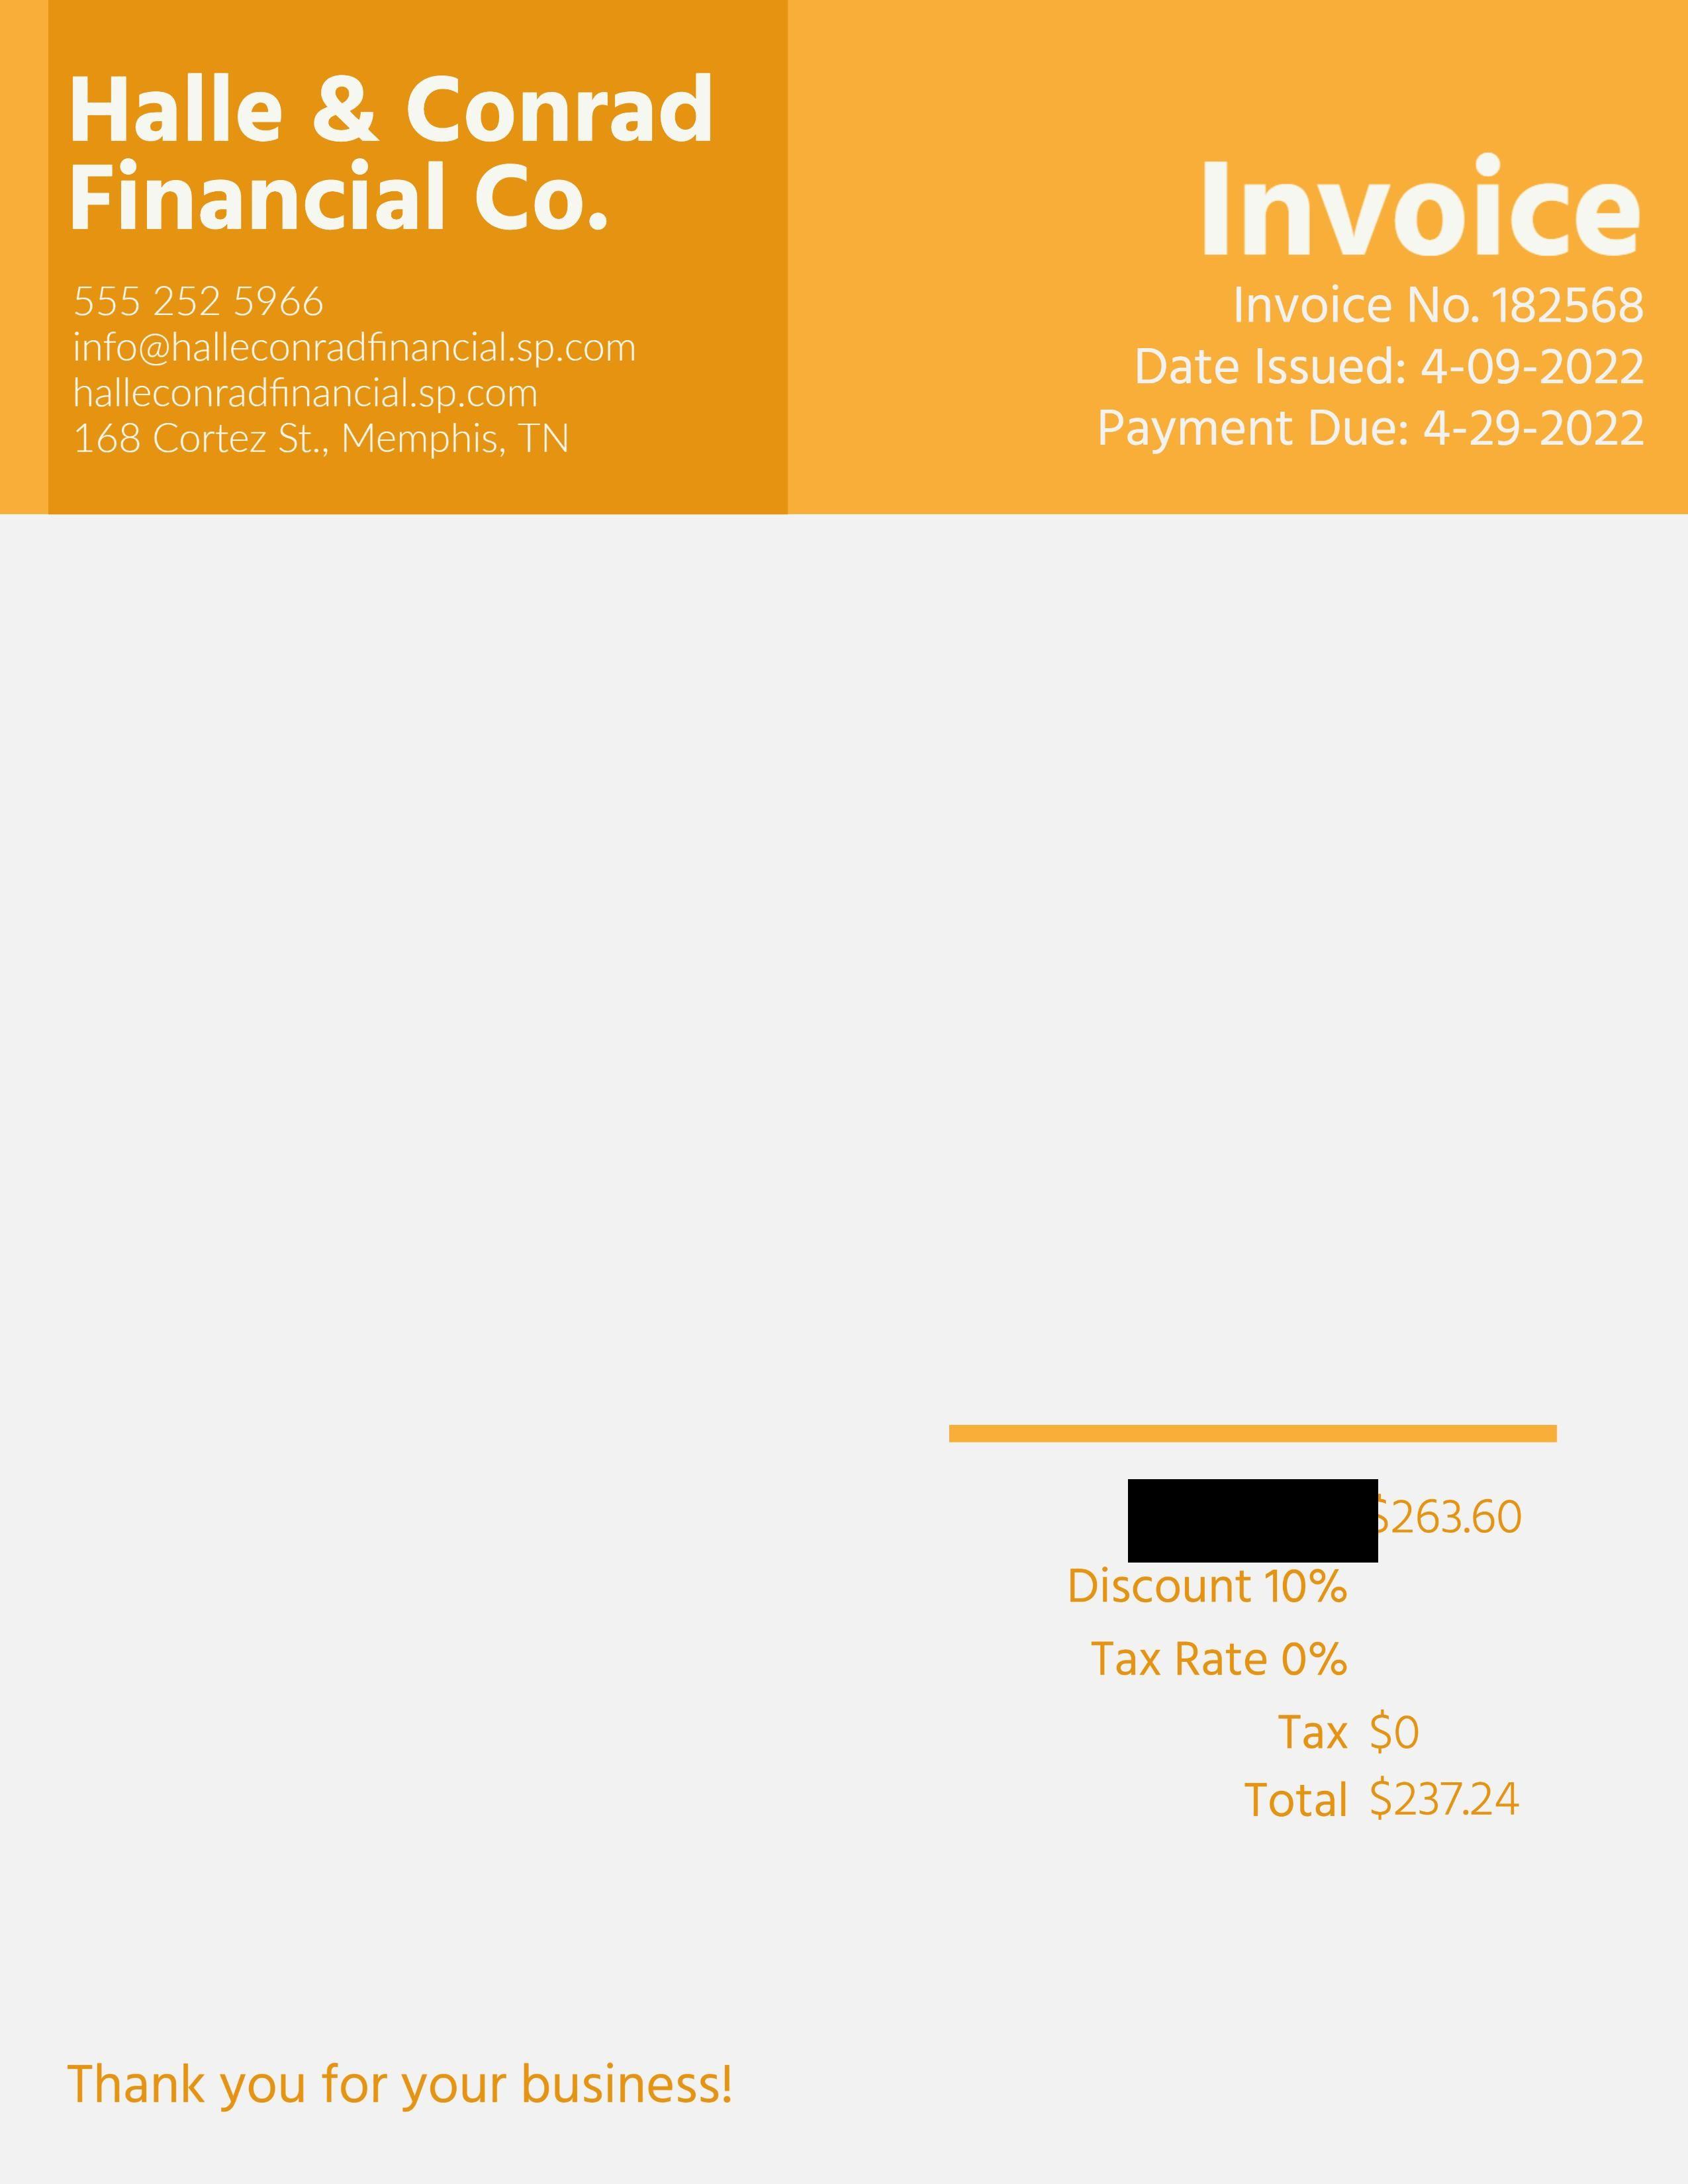 Halle & Conrad
Financial Co.
555 252 5966
info@halleconradfinancial.sp.com
halleconradfinancial.sp.com
168 Cortez St., Memphis, TN
Invoice
Invoice No. 182568
Date Issued: 4-09-2022
Payment Due: 4-29-2022
$263.60
Discount 10%
Tax Rate 0%
Tax $0
Total $237.24
Thank you for your business!